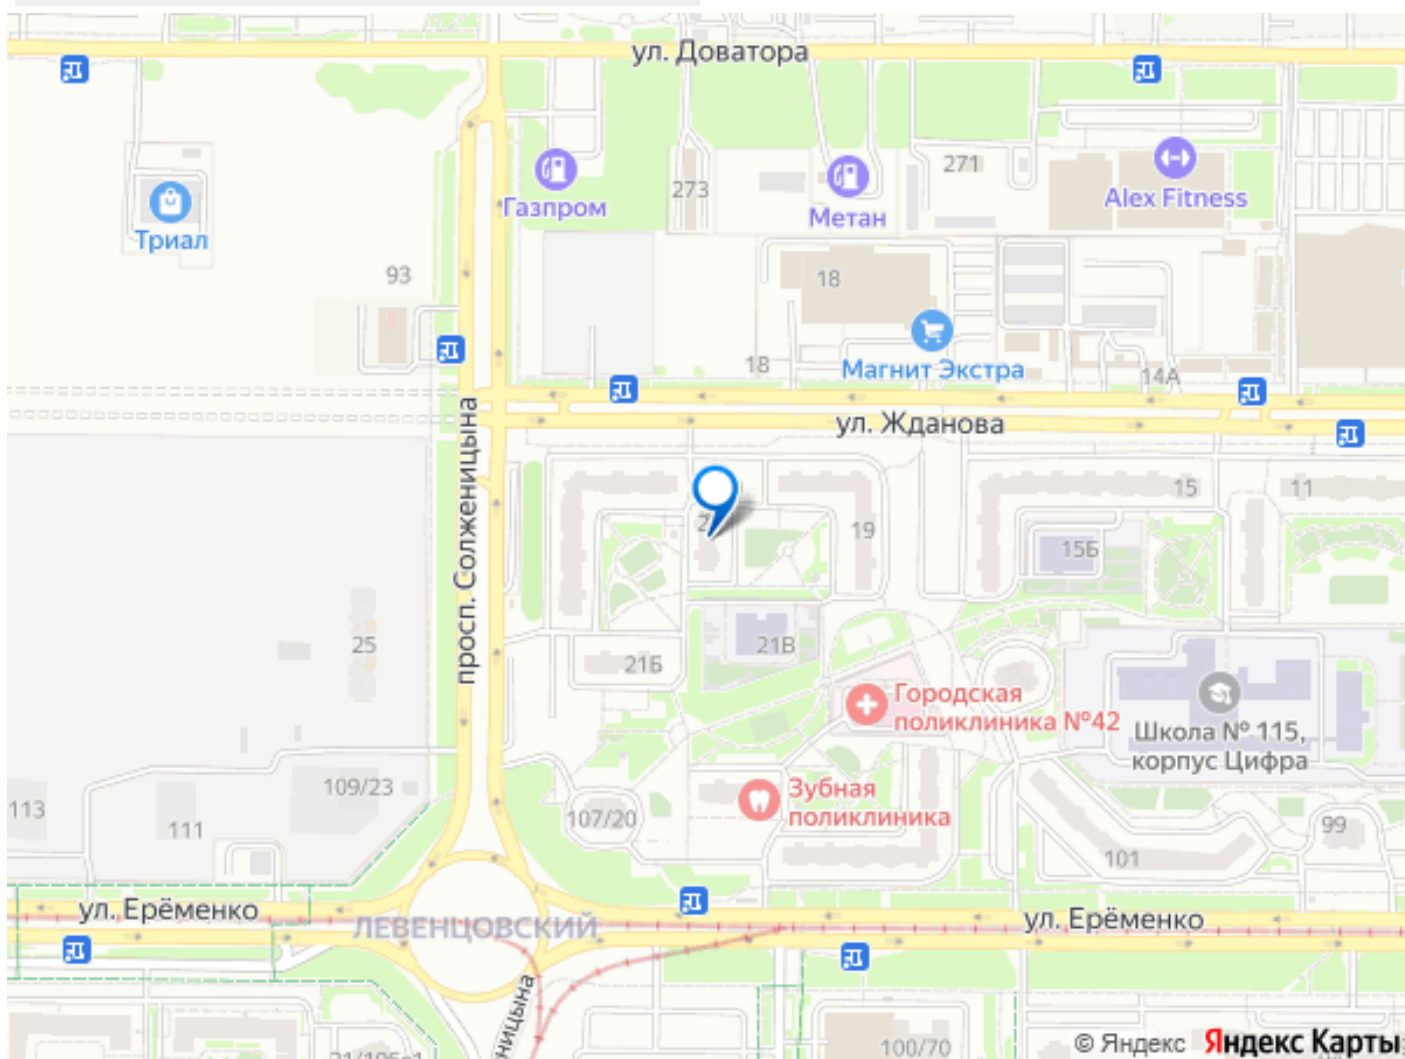 ул. Доватора
271
273
Газпром
Метан
Alex Fitness
Триал
93
18
Магнит Экстра
18
14А
ул. Жданова
просп. Солженицына
15
11
19
15Б
25
21Б
21В
Городская
поликлиника №42
Школа № 115,
корпус Цифра
109/23
113
111
107/20
Зубная
поликлиника
99
101
ул. Ерёменко
ЛЕВЕНЦОВСКИЙ
ул. Ерёменко
100/70
© Яндекс Яндекс Карты